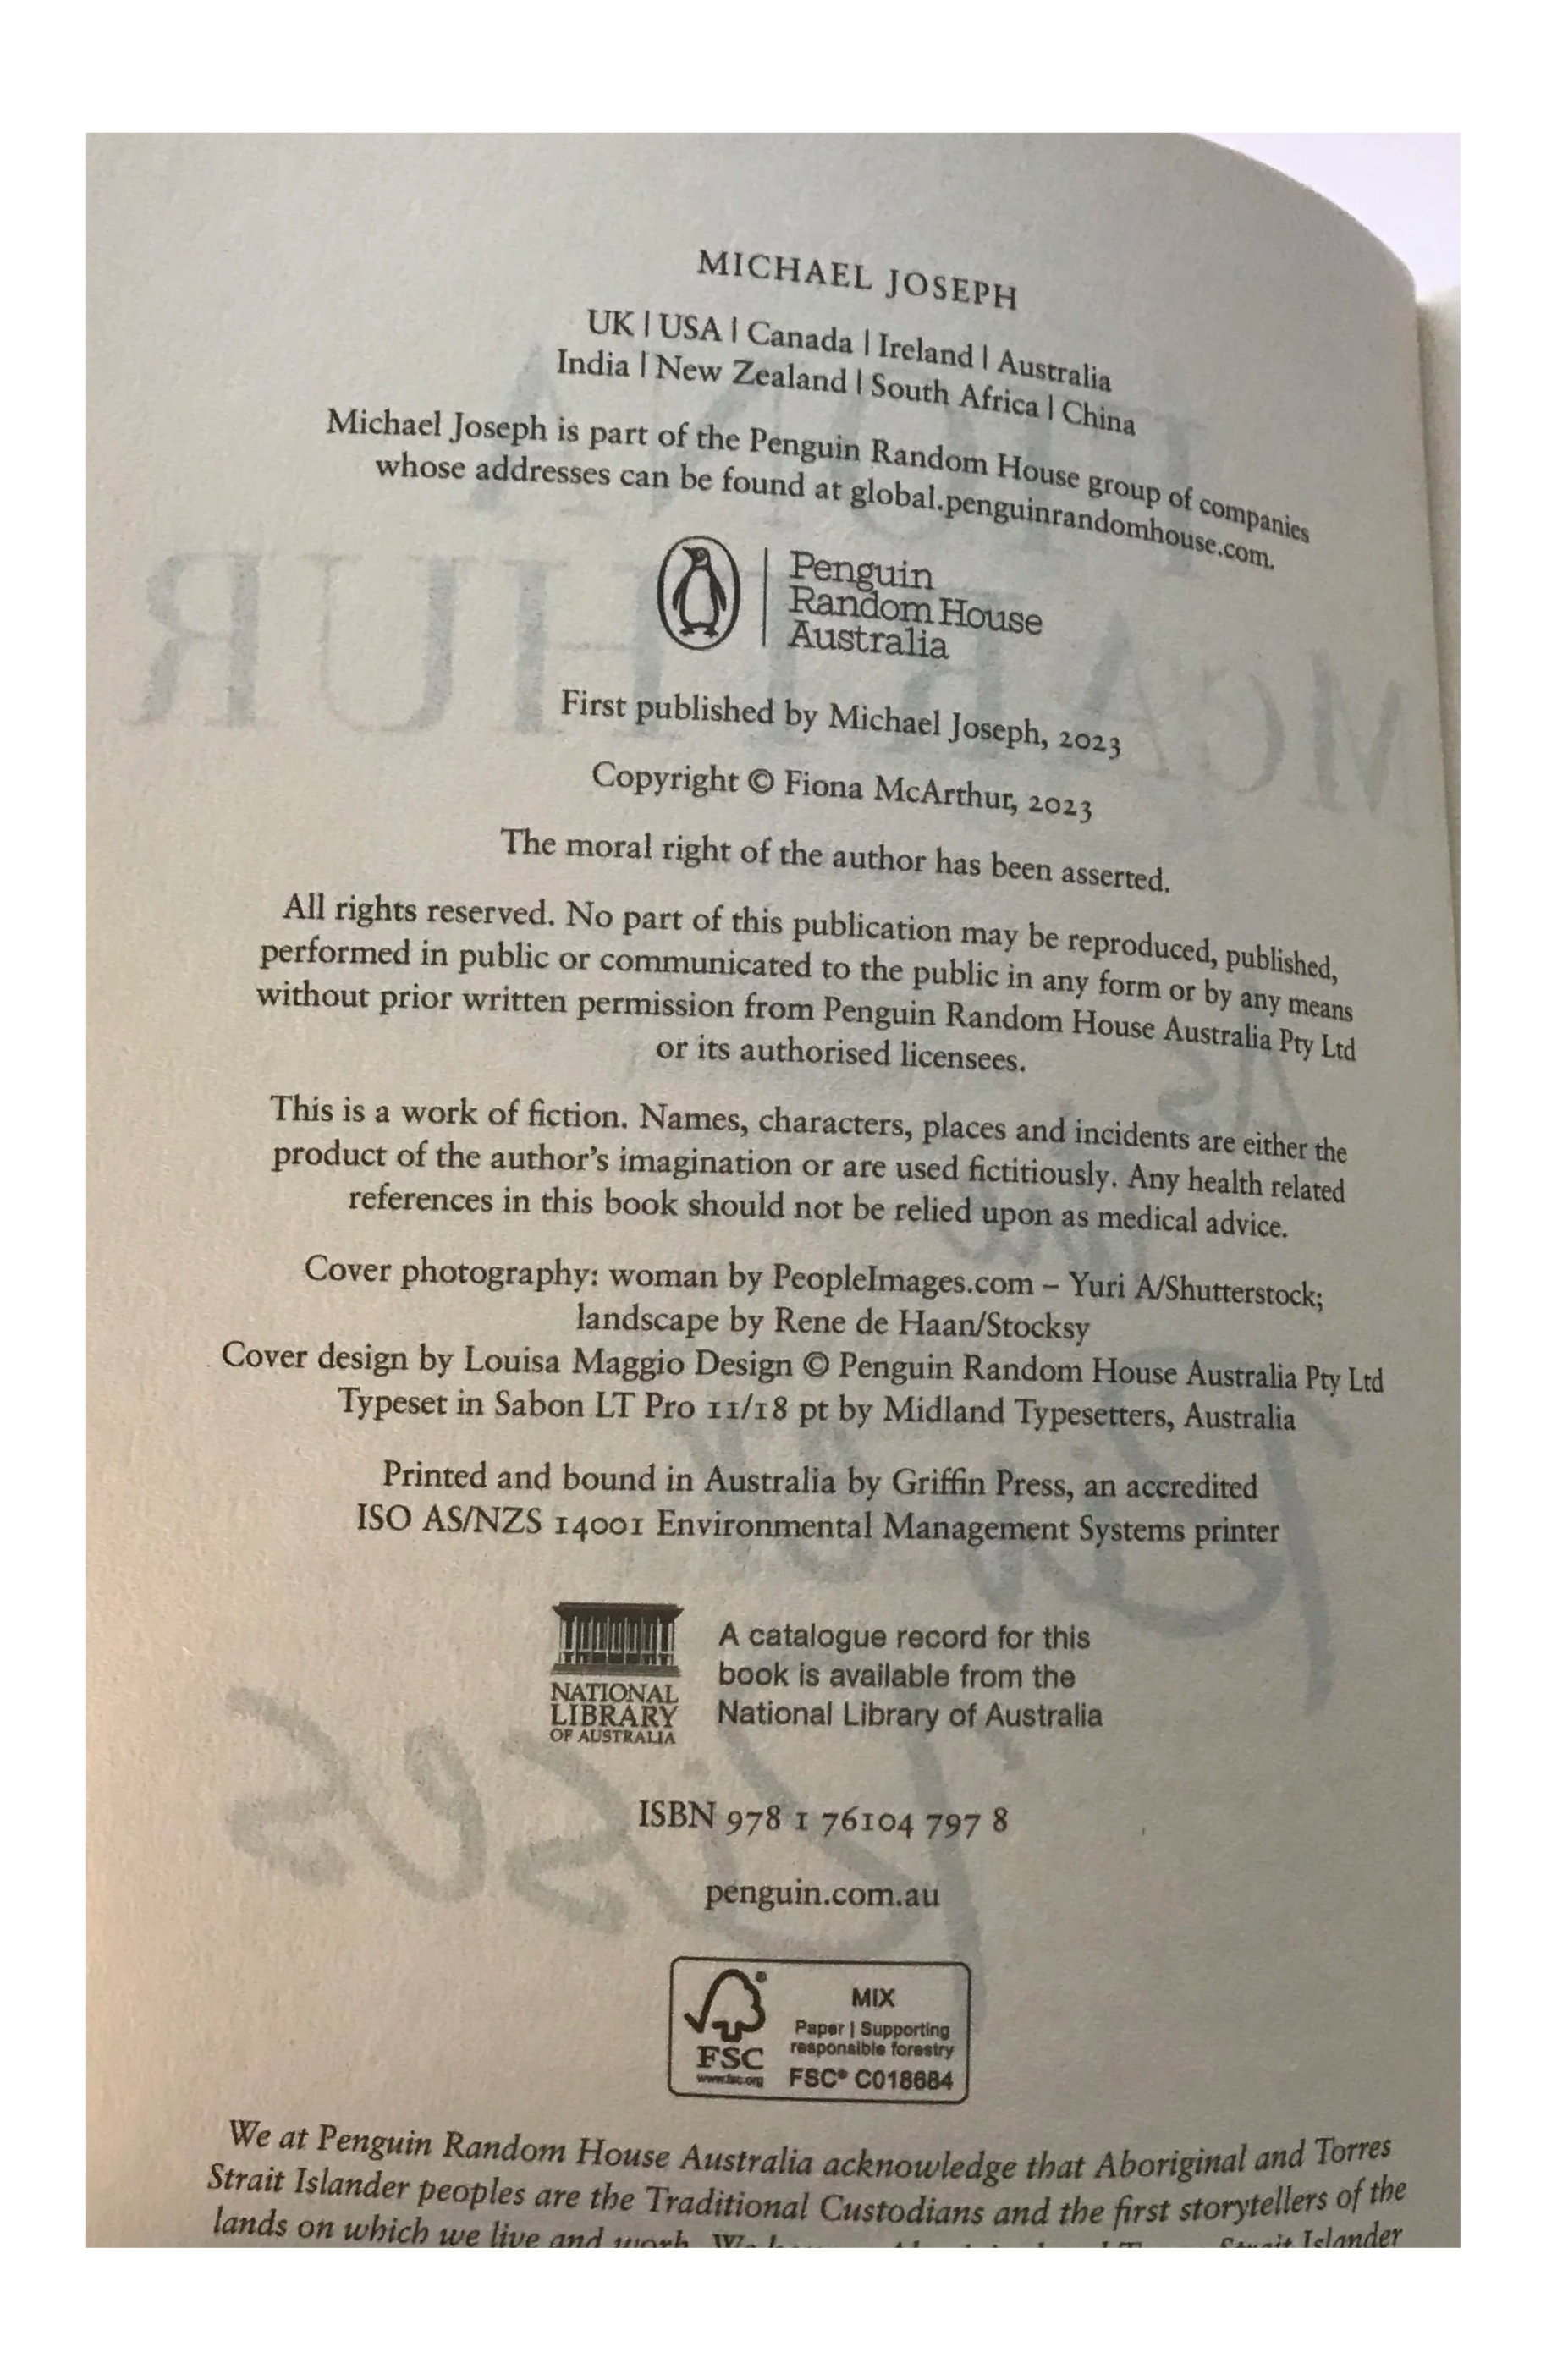 MICHAEL JOSEPH
UK | USA | Canada | Ireland | Australia
India | New Zealand | South Africa | China
Michael Joseph is part of the Penguin Random House group of companies
whose addresses can be found at global.penguinrandomhouse.com.
Penguin
Random House
Australia
First published by Michael Joseph, 2023
Copyright © Fiona McArthur, 2023
The moral right of the author has been asserted.
All rights reserved. No part of this publication may be reproduced, published,
performed in public or communicated to the public in any form or by any means
without prior written permission from Penguin Random House Australia Pty Ltd
or its authorised licensees.
This is a work of fiction. Names, characters, places and incidents are either the
product of the author's imagination or are used fictitiously. Any health related
references in this book should not be relied upon as medical advice.
Cover photography: woman by PeopleImages.com – Yuri A/Shutterstock;
landscape by Rene de Haan/Stocksy
Cover design by Louisa Maggio Design © Penguin Random House Australia Pty Ltd
Typeset in Sabon LT Pro 11/18 pt by Midland Typesetters, Australia
Printed and bound in Australia by Griffin Press, an accredited
ISO AS/NZS 14001 Environmental Management Systems printer
NATIONAL
LIBRARY
OF AUSTRALIA
A catalogue record for this
book is available from the
National Library of Australia
ISBN 978 1 76104 797 8
penguin.com.au
FSC
www.fsc.org
MIX
Paper | Supporting
responsible forestry
FSC® C018684
We at Penguin Random House Australia acknowledge that Aboriginal and Torres
Strait Islander peoples are the Traditional Custodians and the first storytellers of the
lands on which we live and work. We Strait Islander